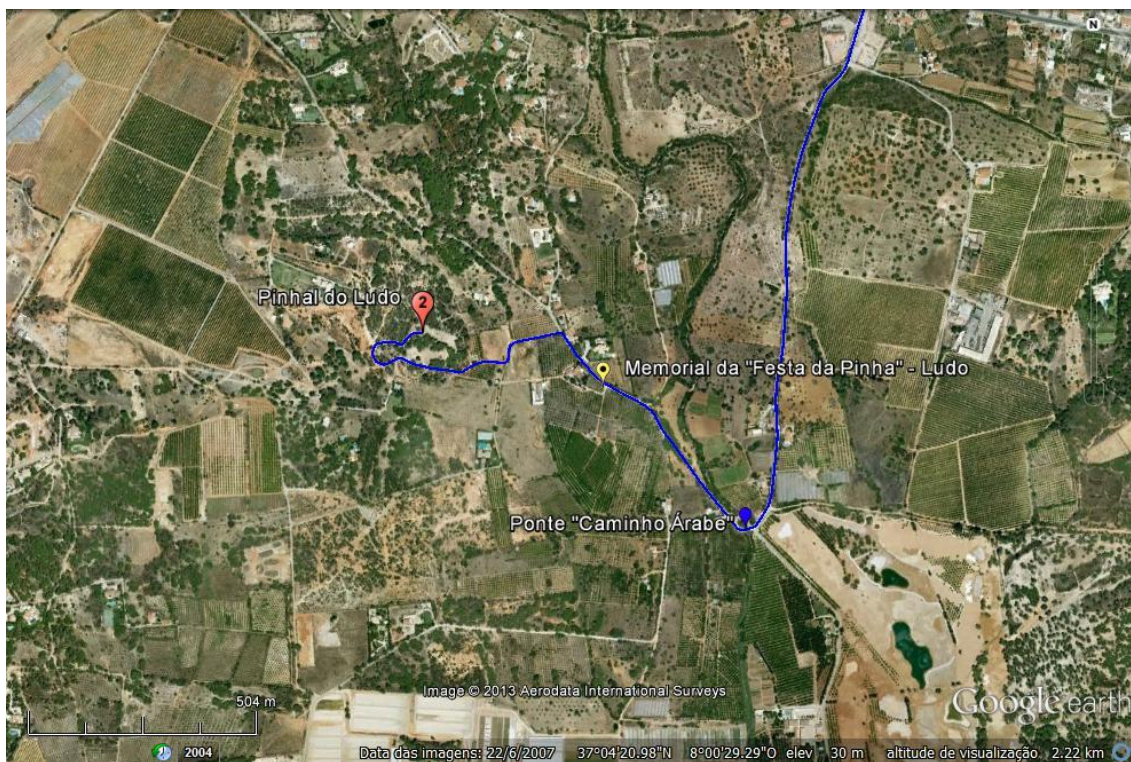 N
2
Pinhal do Ludo
Memorial da "Festa da Pinha" - Ludo
Ponte "Caminho Árabe"
Image © 2013 Aerodata International Surveys
Google earth
504 m
2004
Data das imagens: 22/6/2007 37°04'20.98"N 8°00'29.29"O elev 30 m altitude de visualização 2.22 km